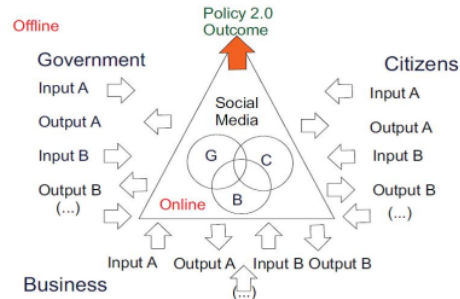 Policy 2.0
Outcome
Offline
Government
Citizens
Input A
Output A
Input B
Output B
(...)
Social
Media
G
C
B
Online
Input A
Output A
Input B
Output B
(...)
Input A
Output A
Input B
Output B
(...)
Business